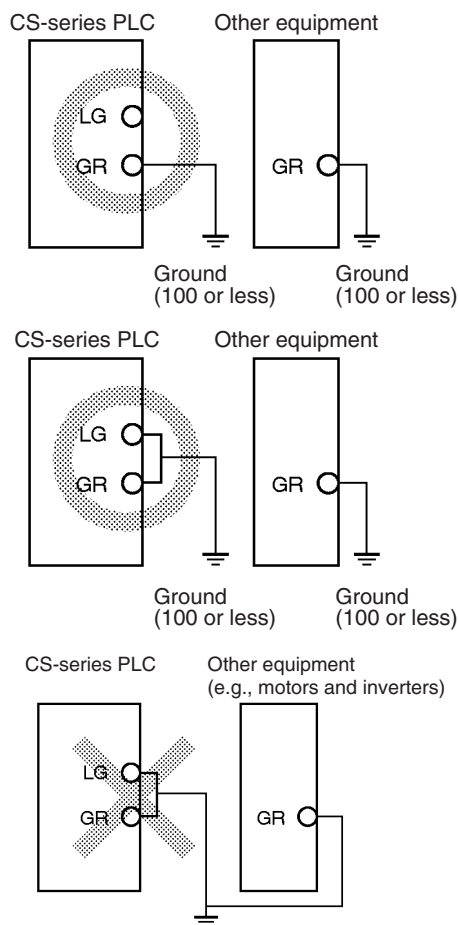 CS-series PLC Other equipment
LG
GR GR
Ground Ground
(100 or less) (100 or less)
CS-series PLC Other equipment
LG
GR GR
Ground Ground
(100 or less) (100 or less)
CS-series PLC Other equipment
(e.g., motors and inverters)
LG
GR GR